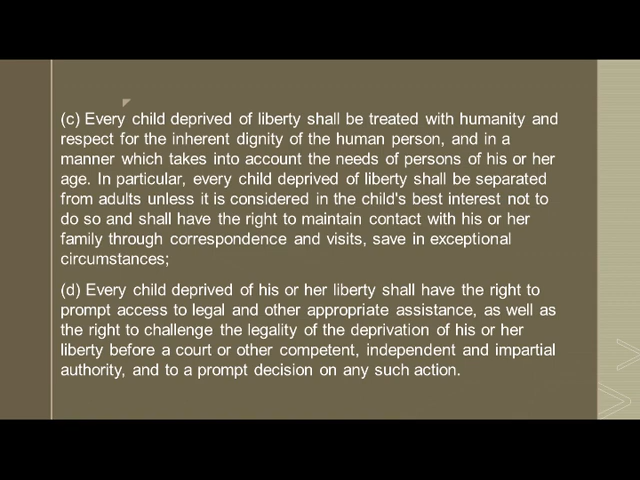 (c) Every child deprived of liberty shall be treated with humanity and
respect for the inherent dignity of the human person, and in a
manner which takes into account the needs of persons of his or her
age. In particular, every child deprived of liberty shall be separated
from adults unless it is considered in the child's best interest not to
do so and shall have the right to maintain contact with his or her
family through correspondence and visits, save in exceptional
circumstances;
(d) Every child deprived of his or her liberty shall have the right to
prompt access to legal and other appropriate assistance, as well as
the right to challenge the legality of the deprivation of his or her
liberty before a court or other competent, independent and impartial
authority, and to a prompt decision on any such action.